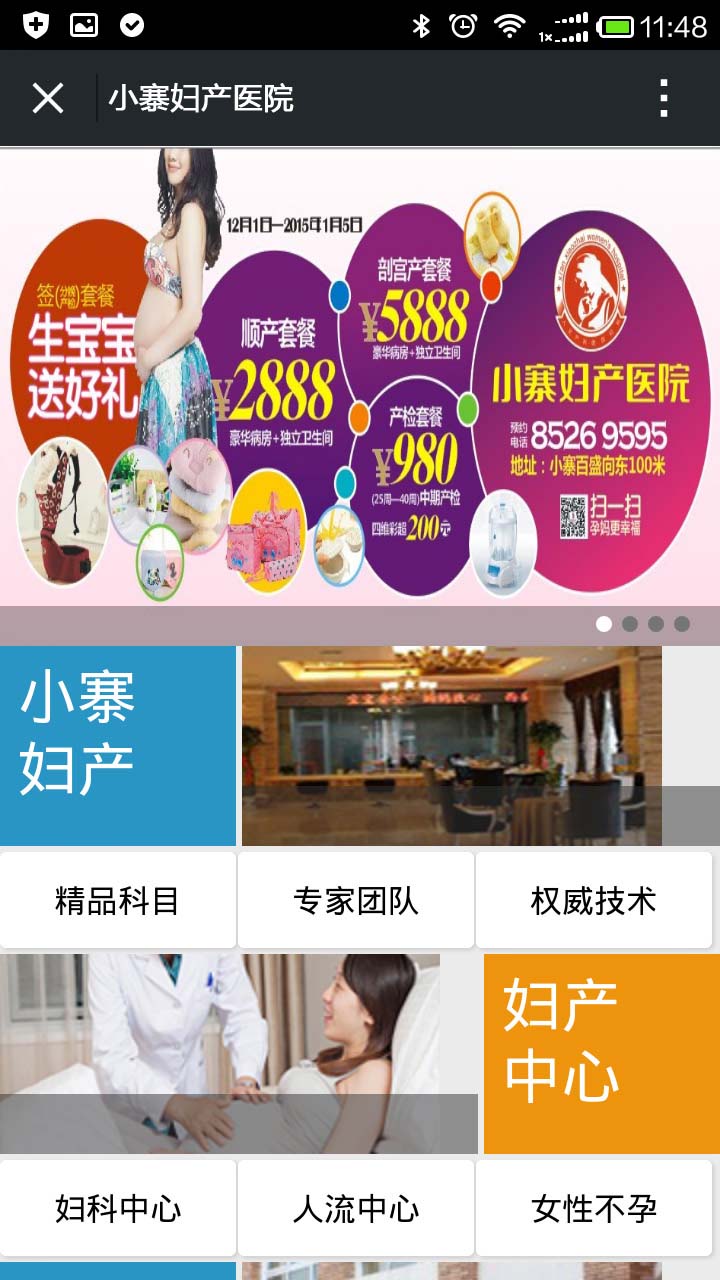 1×
11:48
小寨妇产医院
12月1日—2015年1月5日
签(分娩产检)套餐
生宝宝
送好礼
顺产套餐
¥2888
豪华病房+独立卫生间
剖宫产套餐
¥5888
豪华病房+独立卫生间
产检套餐
¥980
(25周—40周)中期产检
四维彩超200元
小寨妇产医院
预约电话 8526 9595
地址：小寨百盛向东100米
扫一扫
孕妈更幸福
小寨
妇产
精品科目
专家团队
权威技术
妇产
中心
妇科中心
人流中心
女性不孕